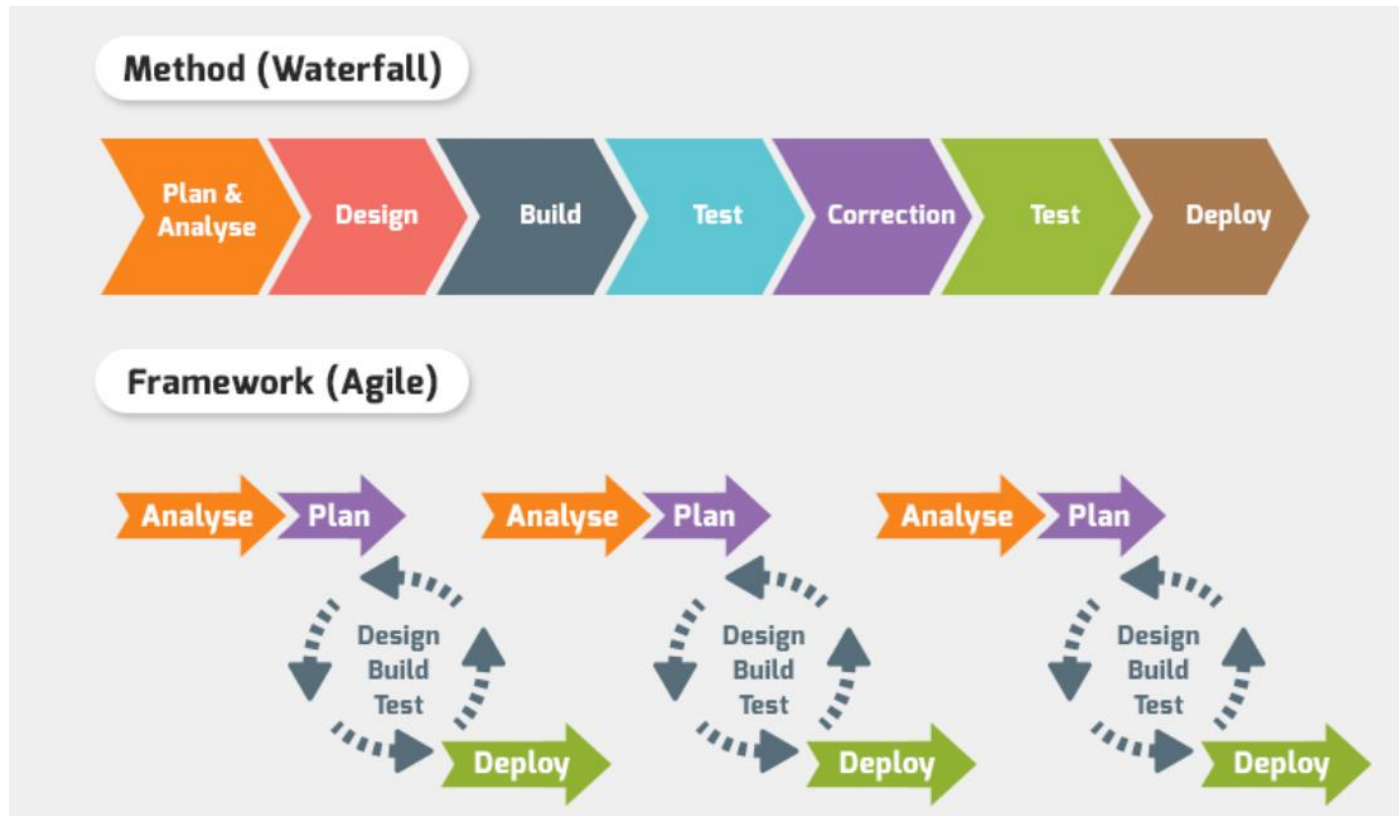 Method (Waterfall)
Plan &
Analyse
Design
Build
Test
Correction
Test
Deploy
Framework (Agile)
Analyse
Plan
Design
Build
Test
Deploy
Analyse
Plan
Design
Build
Test
Deploy
Analyse
Plan
Design
Build
Test
Deploy